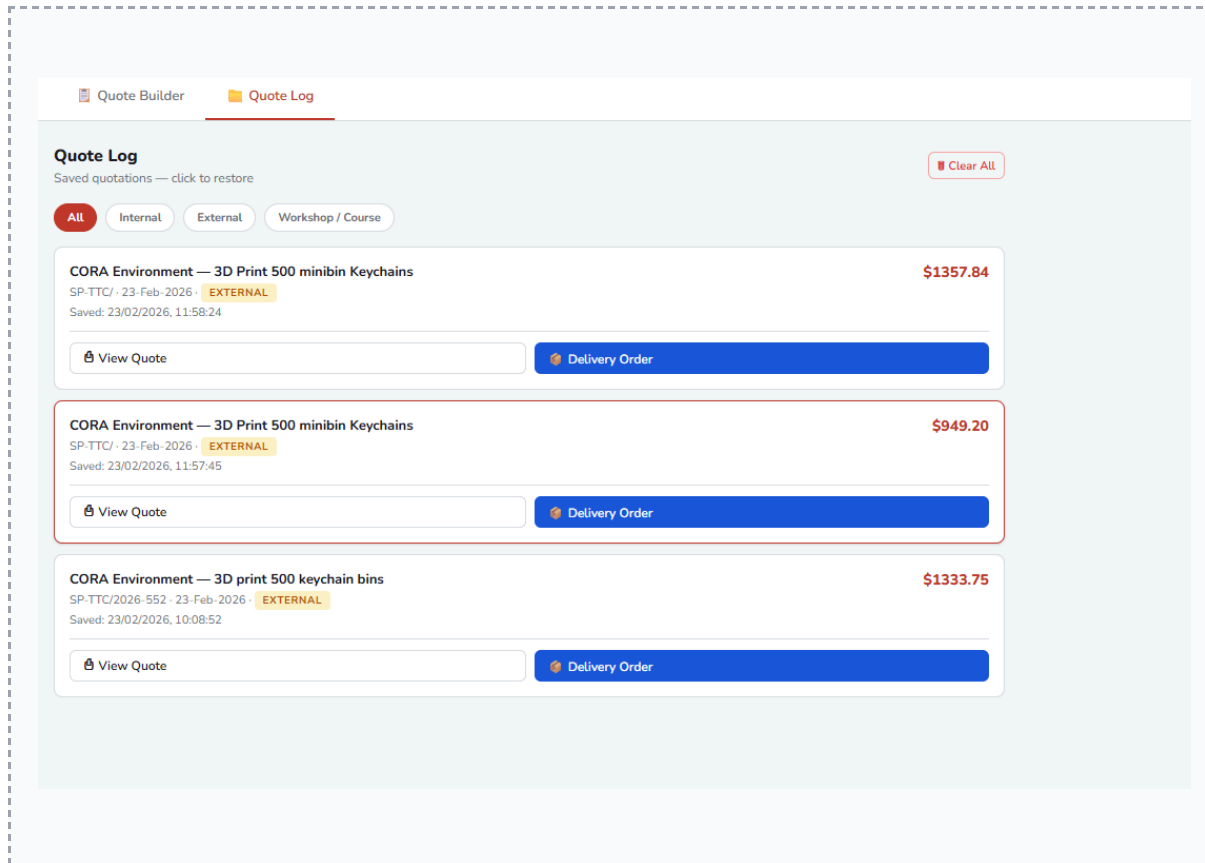 Quote Builder
Quote Log
Quote Log
Saved quotations — click to restore
Clear All
All
Internal
External
Workshop / Course
CORA Environment — 3D Print 500 minibin Keychains
$1357.84
SP-TTC/ · 23-Feb-2026 · EXTERNAL
Saved: 23/02/2026, 11:58:24
View Quote
Delivery Order
CORA Environment — 3D Print 500 minibin Keychains
$949.20
SP-TTC/ · 23-Feb-2026 · EXTERNAL
Saved: 23/02/2026, 11:57:45
View Quote
Delivery Order
CORA Environment — 3D print 500 keychain bins
$1333.75
SP-TTC/2026-552 · 23-Feb-2026 · EXTERNAL
Saved: 23/02/2026, 10:08:52
View Quote
Delivery Order